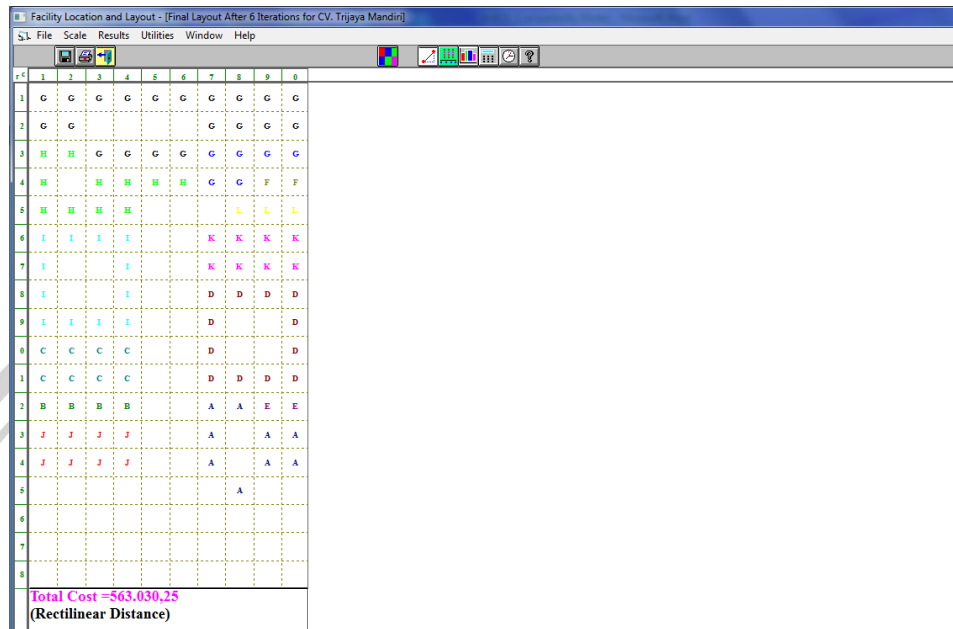 Facility Location and Layout - [Final Layout After 6 Iterations for CV. Trijaya Mandiri]
File Scale Results Utilities Window Help
r c 1 2 3 4 5 6 7 8 9 0
1 G G G G G G G G G G
2 G G G G G G
3 H H G G G G G G G G
4 H H H H H G G F F
5 H H H H L L L
6 I I I I K K K K
7 I I K K K K
8 I I D D D D
9 I I I I D D
0 C C C C D D
1 C C C C D D D D
2 B B B B A A E E
3 J J J J A A A
4 J J J J A A A
5 A
6
7
8
Total Cost =563.030,25
(Rectilinear Distance)